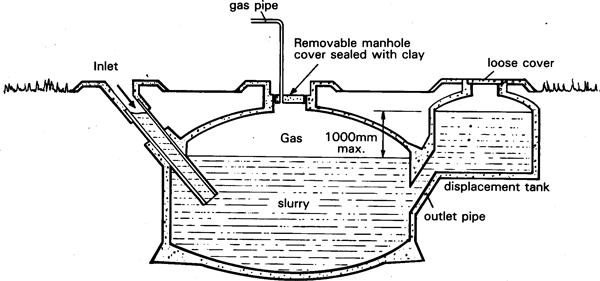 gas pipe
Inlet
Removable manhole
cover sealed with clay
loose cover
Gas
1000mm
max.
slurry
displacement tank
outlet pipe